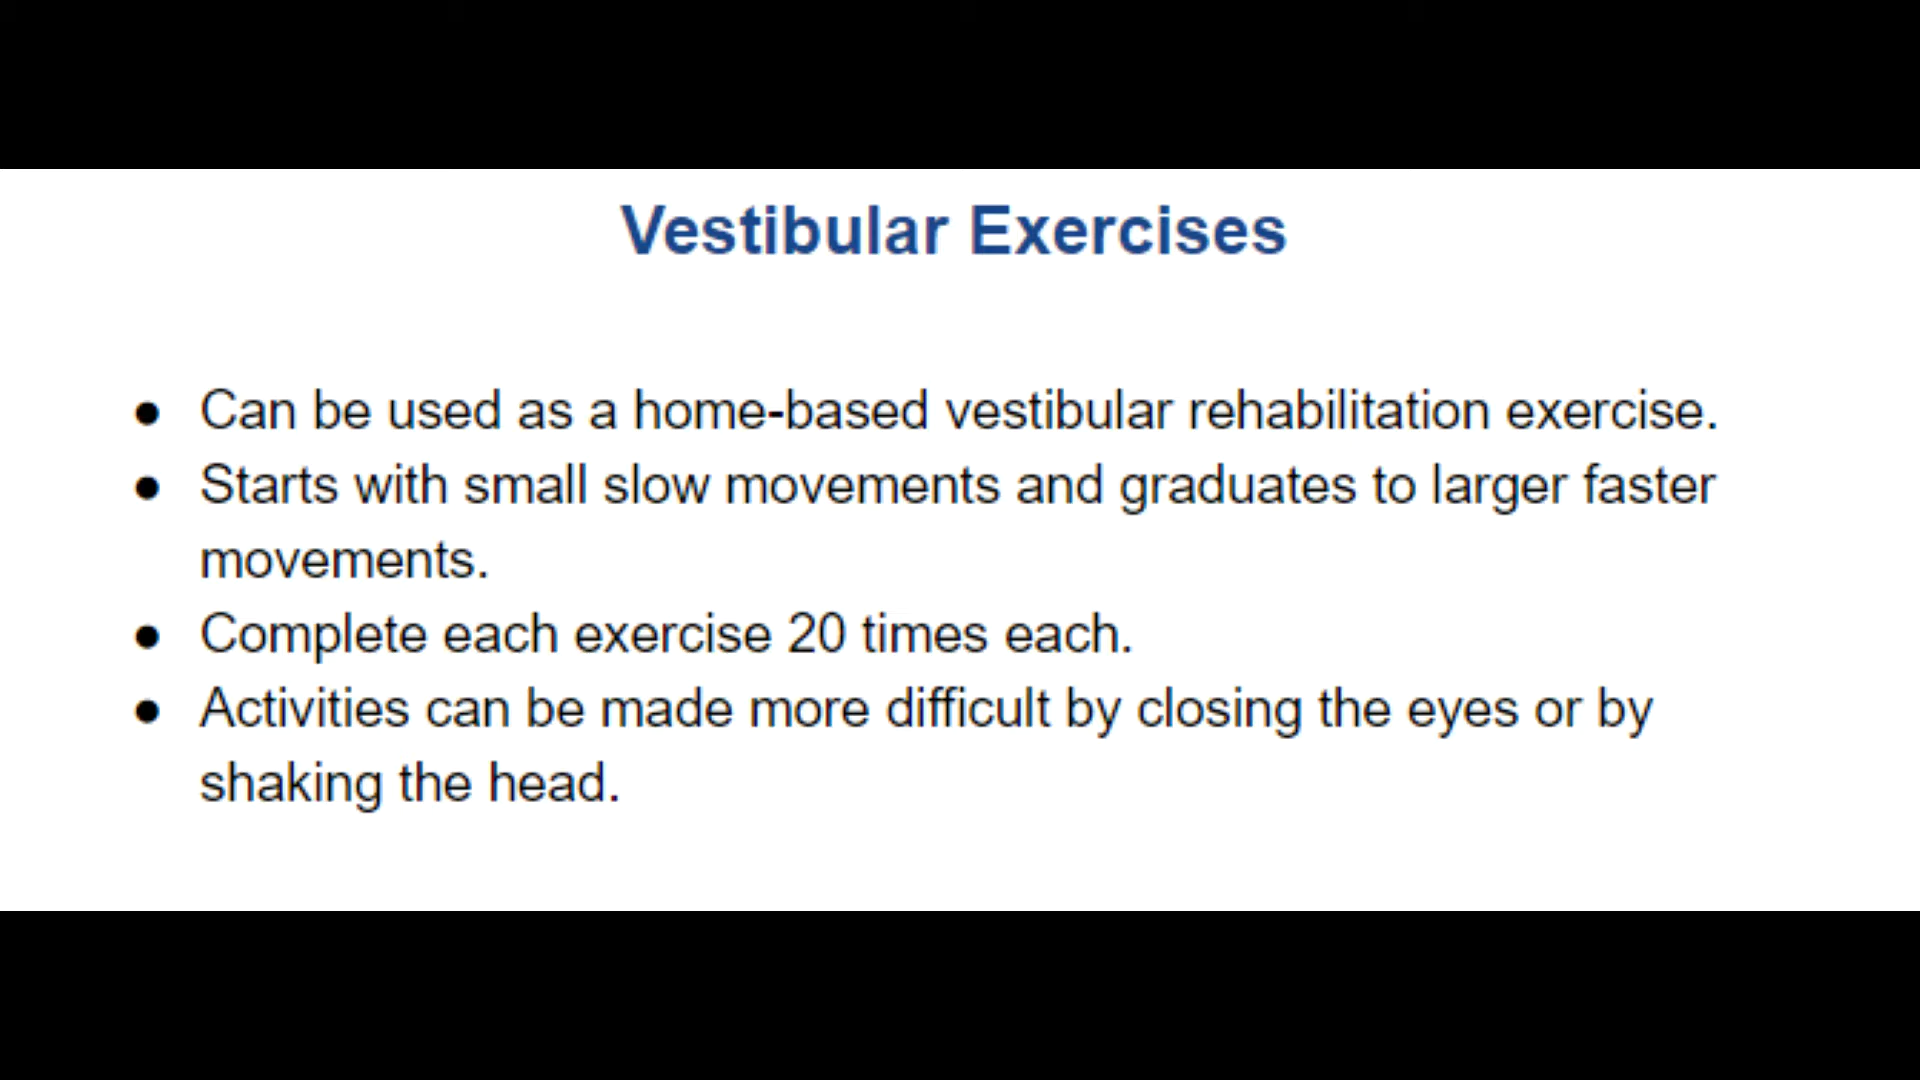 Vestibular Exercises
● Can be used as a home-based vestibular rehabilitation exercise.
● Starts with small slow movements and graduates to larger faster
movements.
● Complete each exercise 20 times each.
● Activities can be made more difficult by closing the eyes or by
shaking the head.